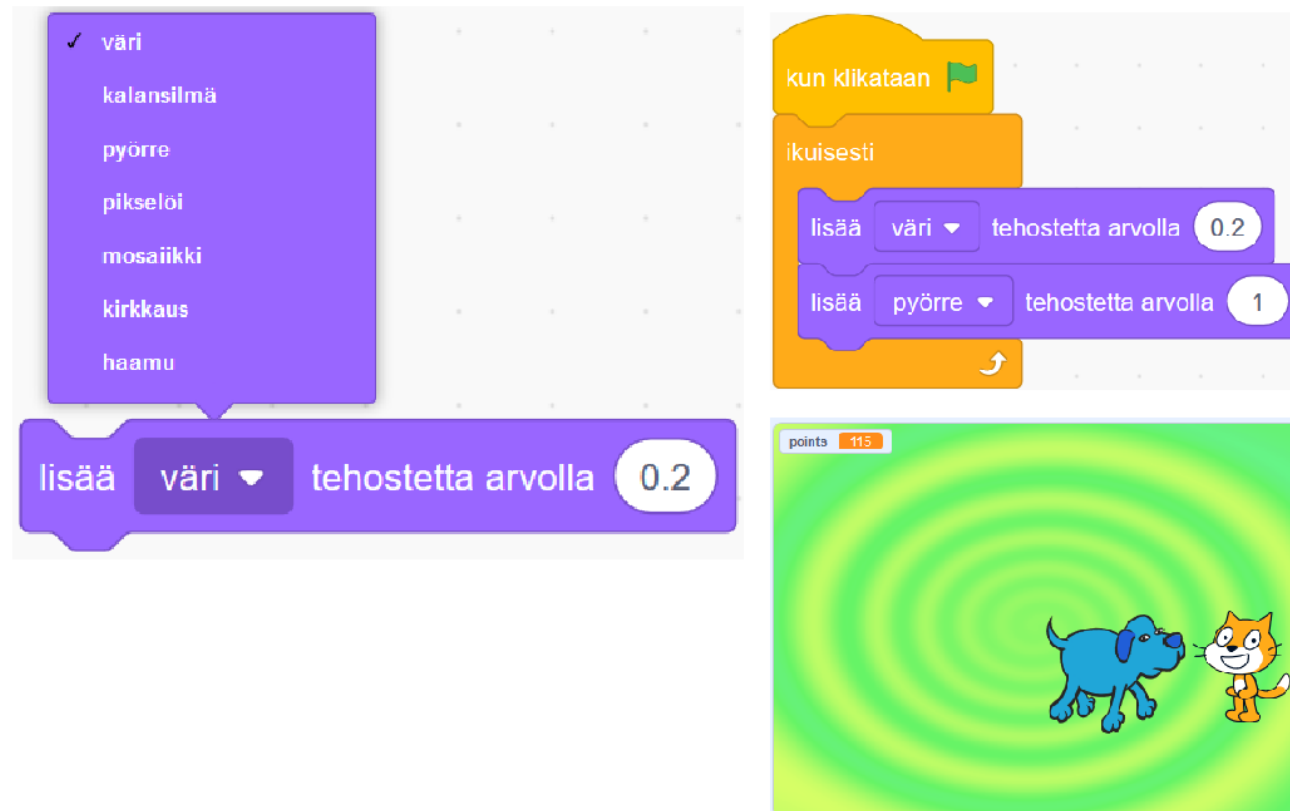 ✓ väri
kalansilmä
pyörre
pikselöi
mosaiikki
kirkkaus
haamu
lisää väri tehostetta arvolla 0.2
kun klikataan
ikuisesti
lisää väri tehostetta arvolla 0.2
lisää pyörre tehostetta arvolla 1
points 115